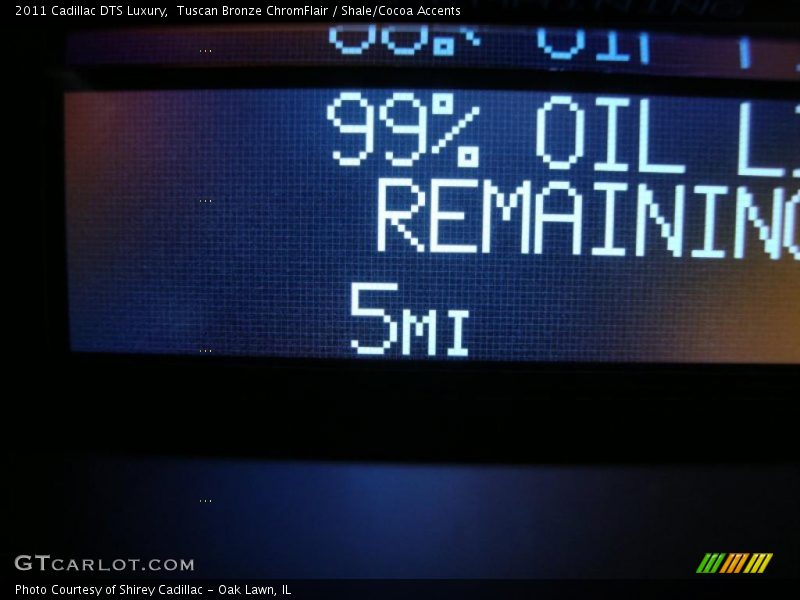 2011 Cadillac DTS Luxury,  Tuscan Bronze ChromFlair / Shale/Cocoa Accents
99% OIL
REMAINING
5MI
GTCARLOT.COM
Photo Courtesy of Shirey Cadillac - Oak Lawn, IL